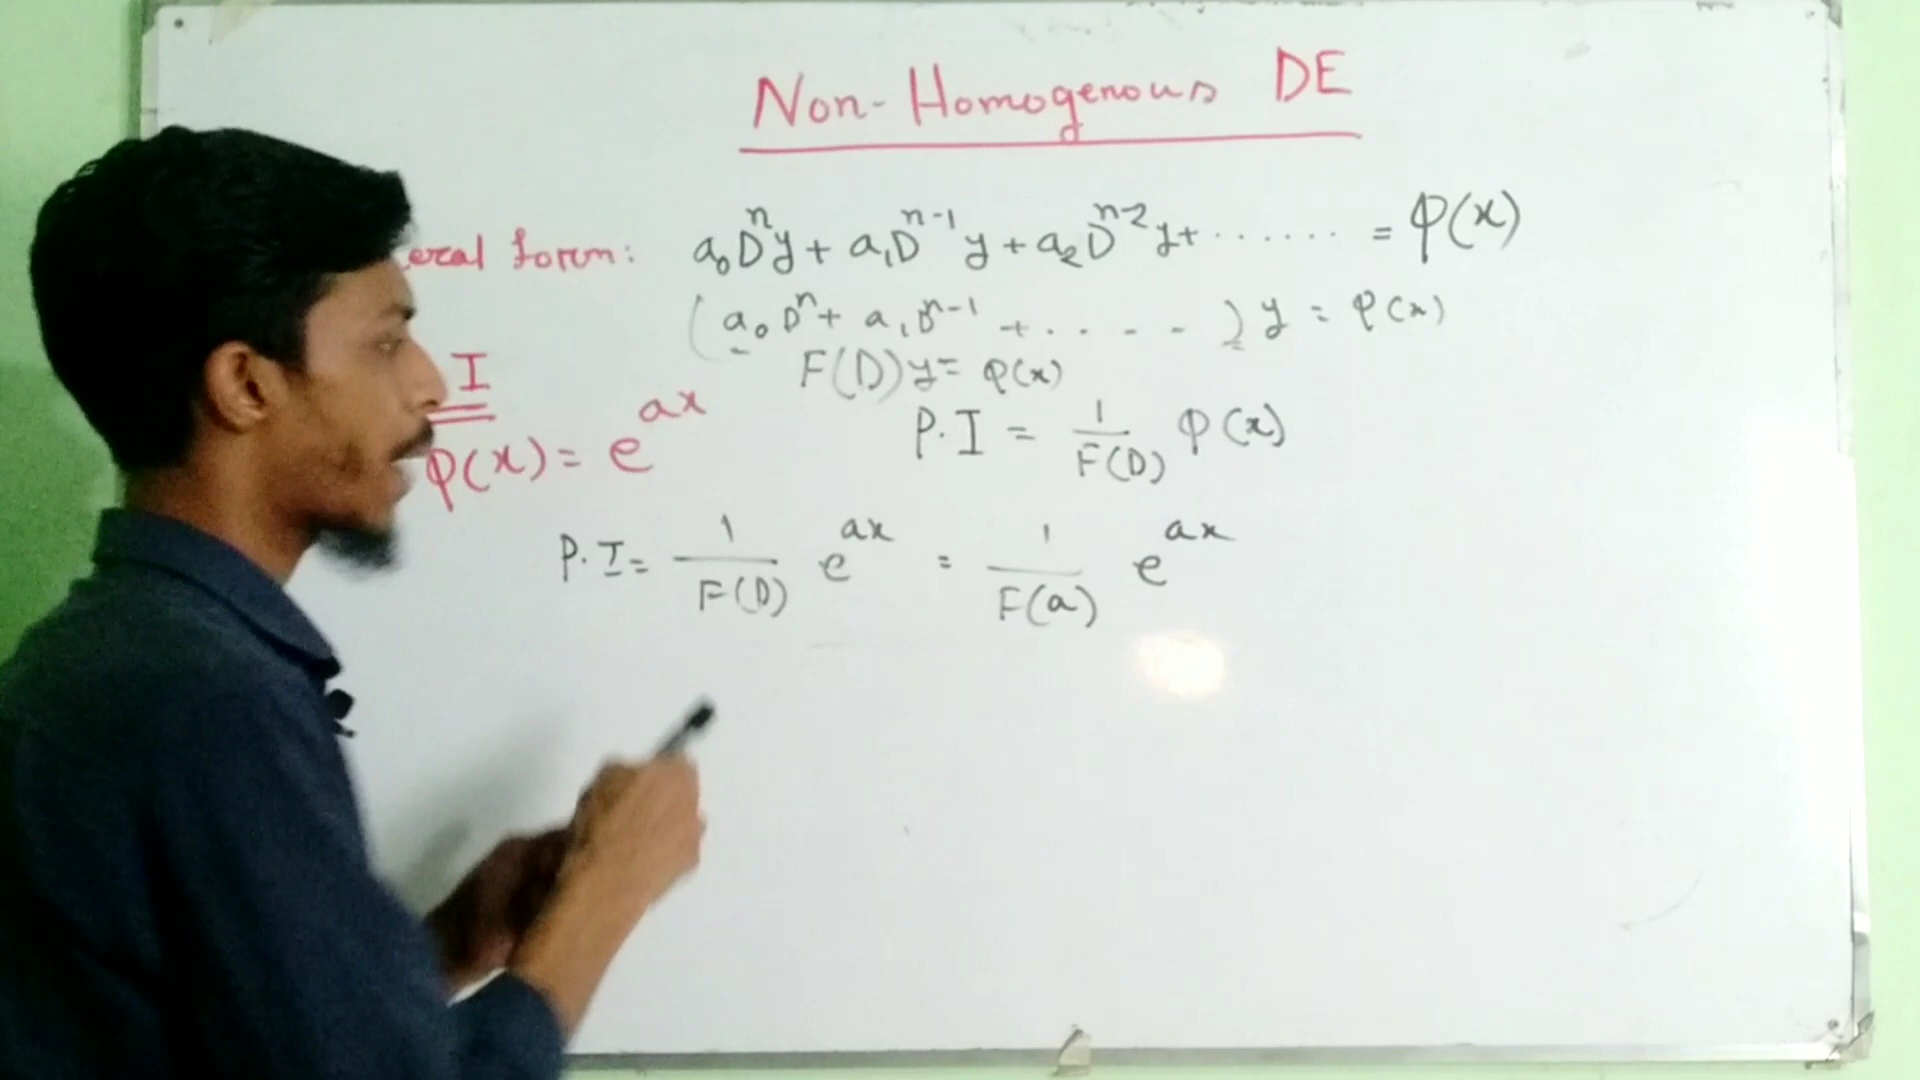 Non-Homogenous DE
eral form: a₀Dⁿy + a₁Dⁿ⁻¹y + a₂Dⁿ⁻²y + ······ = φ(x)
(a₀Dⁿ + a₁Dⁿ⁻¹ + ···--) y = φ(x)
I
F(D)y = φ(x)
φ(x) = e^{ax}
P.I = 1/F(D) φ(x)
P.I = 1/F(D) e^{ax} = 1/F(a) e^{ax}